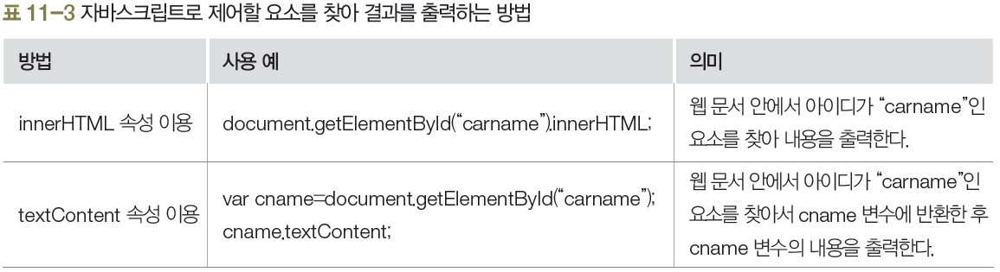 표 11-3 자바스크립트로 제어할 요소를 찾아 결과를 출력하는 방법
방법 사용 예 의미
innerHTML 속성 이용 document.getElementById(“carname”).innerHTML; 웹 문서 안에서 아이디가 “carname”인
요소를 찾아 내용을 출력한다.
textContent 속성 이용 var cname=document.getElementById(“carname”);
cname.textContent;
웹 문서 안에서 아이디가 “carname”인
요소를 찾아서 cname 변수에 반환한 후
cname 변수의 내용을 출력한다.